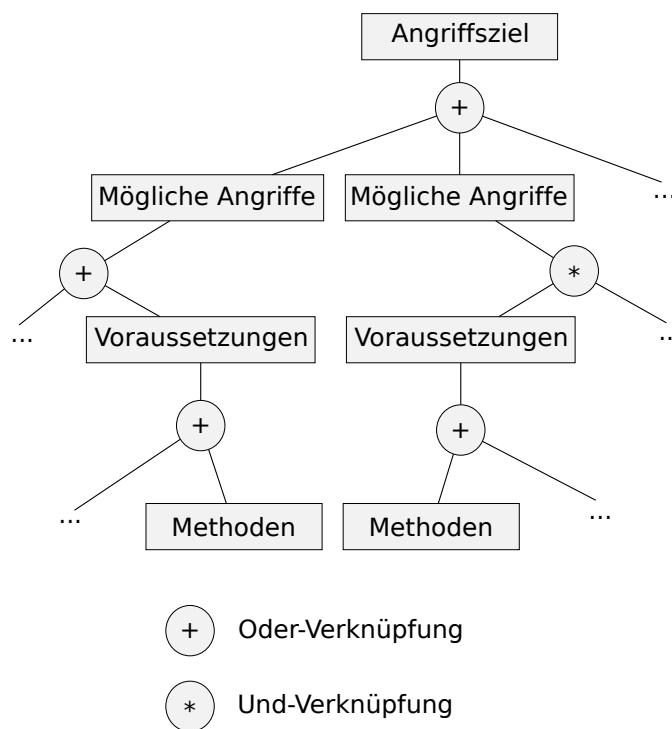 Angriffsziel
+
Mögliche Angriffe
Mögliche Angriffe
...
+
*
...
Voraussetzungen
Voraussetzungen
...
+
+
...
Methoden
Methoden
...
+ Oder-Verknüpfung
* Und-Verknüpfung